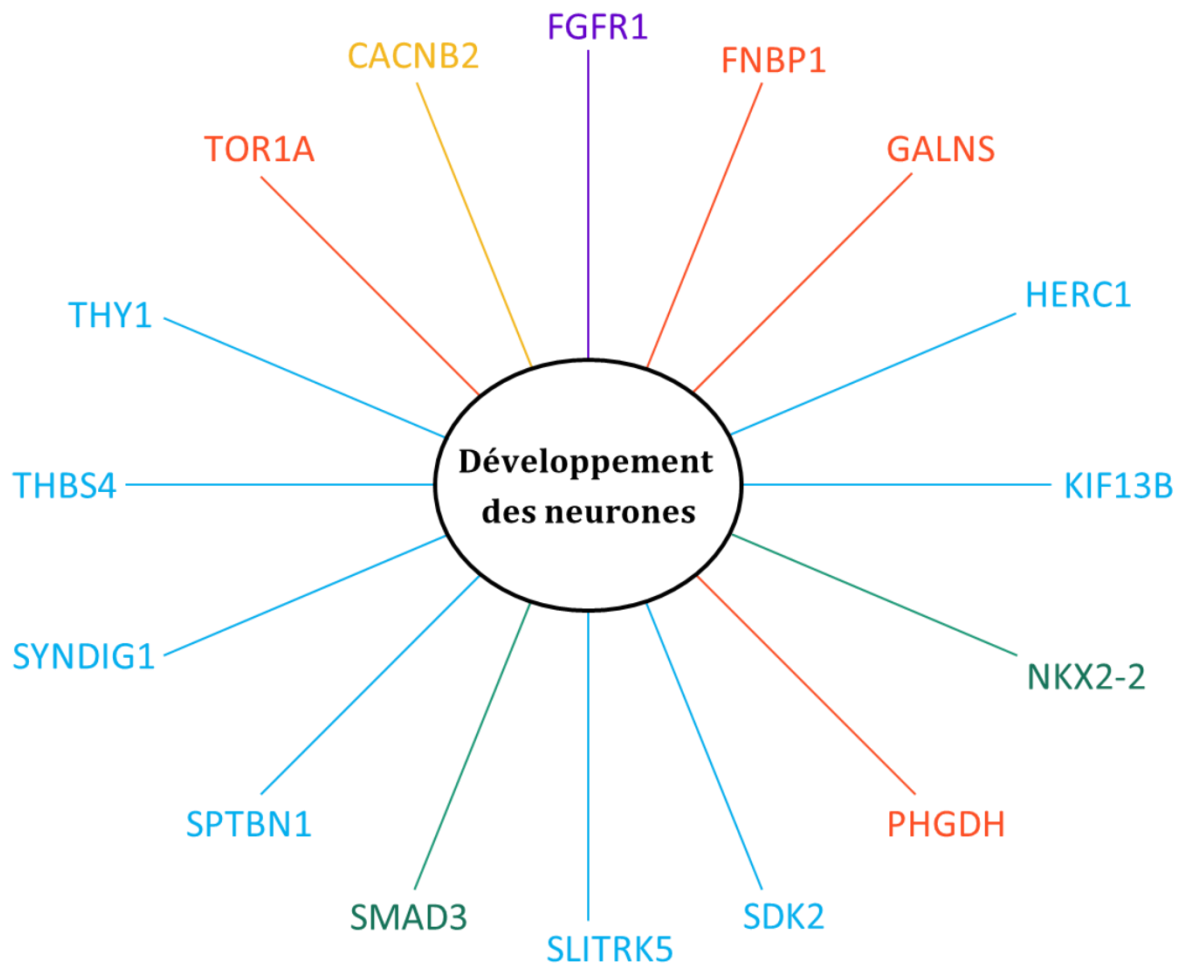 FGFR1
CACNB2
FNBP1
TOR1A
GALNS
HERC1
THY1
Développement
des neurones
THBS4
KIF13B
SYNDIG1
NKX2-2
SPTBN1
PHGDH
SMAD3
SDK2
SLITRK5